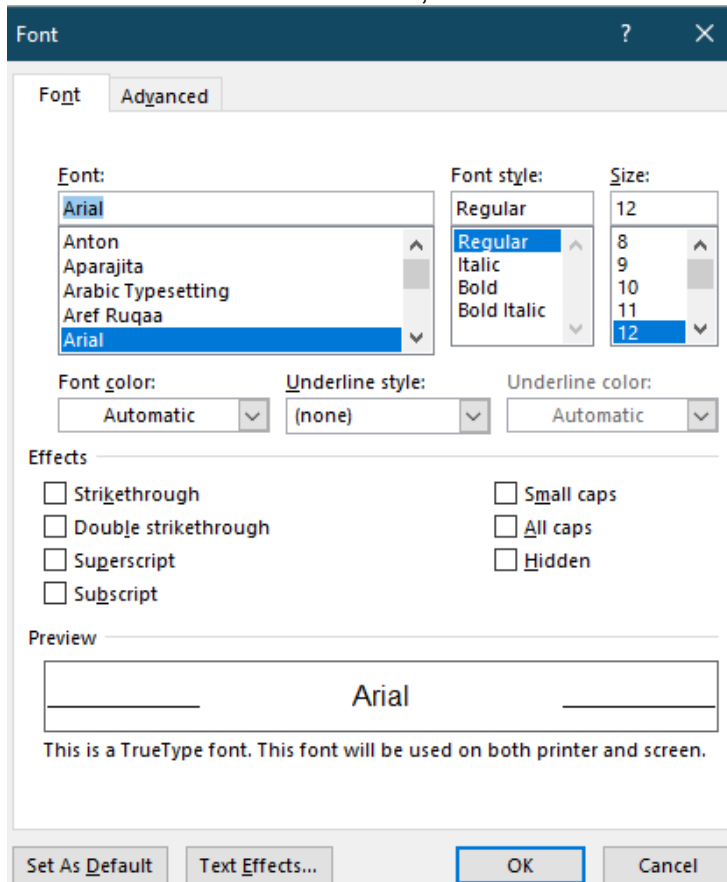 Font ? ×
Font Advanced
Font: Font style: Size:
Arial Regular 12
Anton Regular 8
Aparajita Italic 9
Arabic Typesetting Bold 10
Aref Ruqaa Bold Italic 11
Arial 12
Font color: Underline style: Underline color:
Automatic (none) Automatic
Effects
Strikethrough Small caps
Double strikethrough All caps
Superscript Hidden
Subscript
Preview
Arial
This is a TrueType font. This font will be used on both printer and screen.
Set As Default Text Effects... OK Cancel